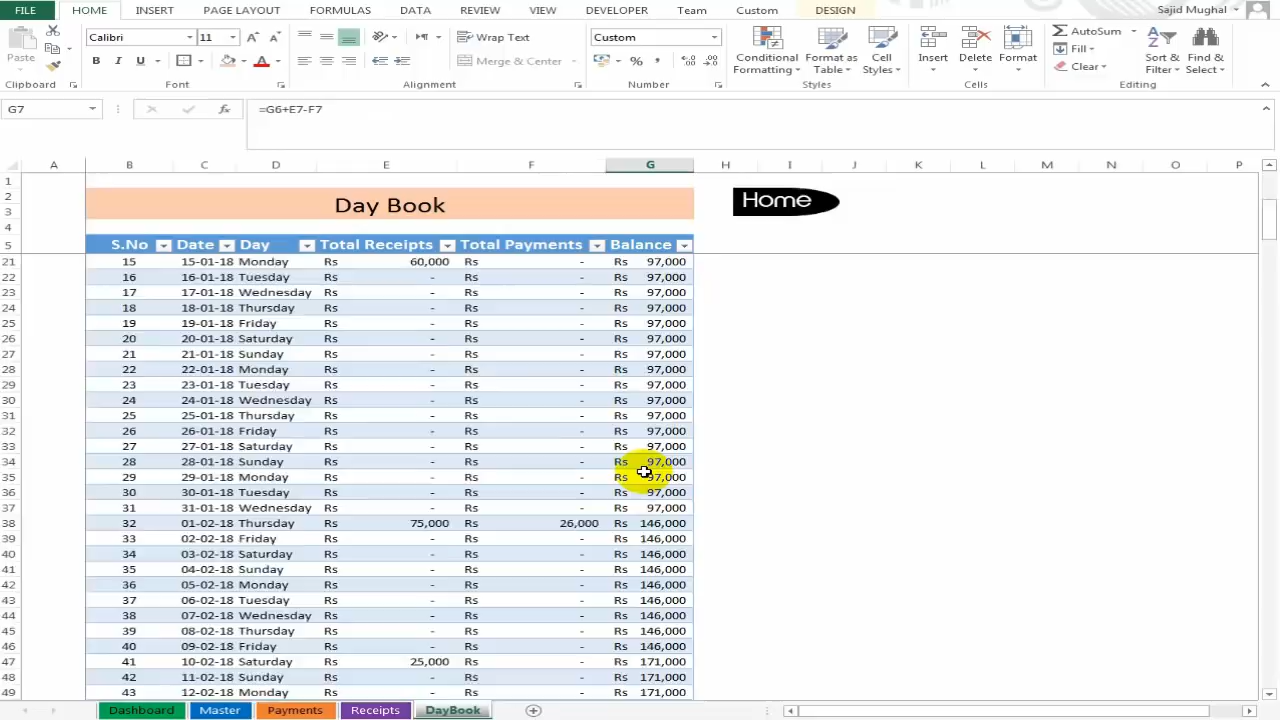 FILE HOME INSERT PAGE LAYOUT FORMULAS DATA REVIEW VIEW DEVELOPER Team Custom DESIGN Sajid Mughal
Paste Calibri 11 B I U Wrap Text Merge & Center Custom % Conditional Formatting Format as Table Cell Styles Insert Delete Format AutoSum Fill Clear Sort & Filter Find & Select
Clipboard Font Alignment Number Styles Cells Editing
G7 fx =G6+E7-F7
A B C D E F G H I J K L M N O P
1
2 Day Book Home
3
4
5 S.No Date Day Total Receipts Total Payments Balance
21 15 15-01-18 Monday Rs 60,000 Rs - Rs 97,000
22 16 16-01-18 Tuesday Rs - Rs - Rs 97,000
23 17 17-01-18 Wednesday Rs - Rs - Rs 97,000
24 18 18-01-18 Thursday Rs - Rs - Rs 97,000
25 19 19-01-18 Friday Rs - Rs - Rs 97,000
26 20 20-01-18 Saturday Rs - Rs - Rs 97,000
27 21 21-01-18 Sunday Rs - Rs - Rs 97,000
28 22 22-01-18 Monday Rs - Rs - Rs 97,000
29 23 23-01-18 Tuesday Rs - Rs - Rs 97,000
30 24 24-01-18 Wednesday Rs - Rs - Rs 97,000
31 25 25-01-18 Thursday Rs - Rs - Rs 97,000
32 26 26-01-18 Friday Rs - Rs - Rs 97,000
33 27 27-01-18 Saturday Rs - Rs - Rs 97,000
34 28 28-01-18 Sunday Rs - Rs - Rs 97,000
35 29 29-01-18 Monday Rs - Rs - Rs 97,000
36 30 30-01-18 Tuesday Rs - Rs - Rs 97,000
37 31 31-01-18 Wednesday Rs - Rs - Rs 97,000
38 32 01-02-18 Thursday Rs 75,000 Rs 26,000 Rs 146,000
39 33 02-02-18 Friday Rs - Rs - Rs 146,000
40 34 03-02-18 Saturday Rs - Rs - Rs 146,000
41 35 04-02-18 Sunday Rs - Rs - Rs 146,000
42 36 05-02-18 Monday Rs - Rs - Rs 146,000
43 37 06-02-18 Tuesday Rs - Rs - Rs 146,000
44 38 07-02-18 Wednesday Rs - Rs - Rs 146,000
45 39 08-02-18 Thursday Rs - Rs - Rs 146,000
46 40 09-02-18 Friday Rs - Rs - Rs 146,000
47 41 10-02-18 Saturday Rs 25,000 Rs - Rs 171,000
48 42 11-02-18 Sunday Rs - Rs - Rs 171,000
49 43 12-02-18 Monday Rs - Rs - Rs 171,000
Dashboard Master Payments Receipts DayBook